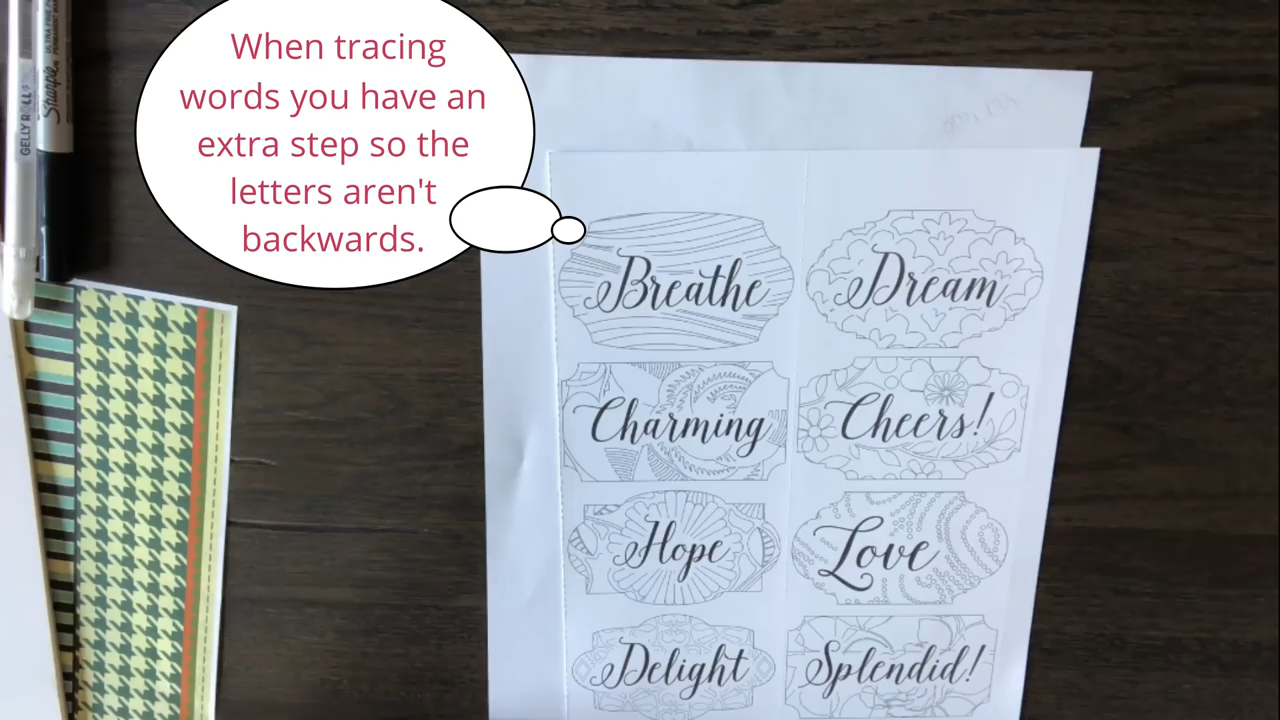 When tracing
words you have an
extra step so the
letters aren't
backwards.
GELLY ROLL
Sharpie
Breathe
Dream
Charming
Cheers!
Hope
Love
Delight
Splendid!